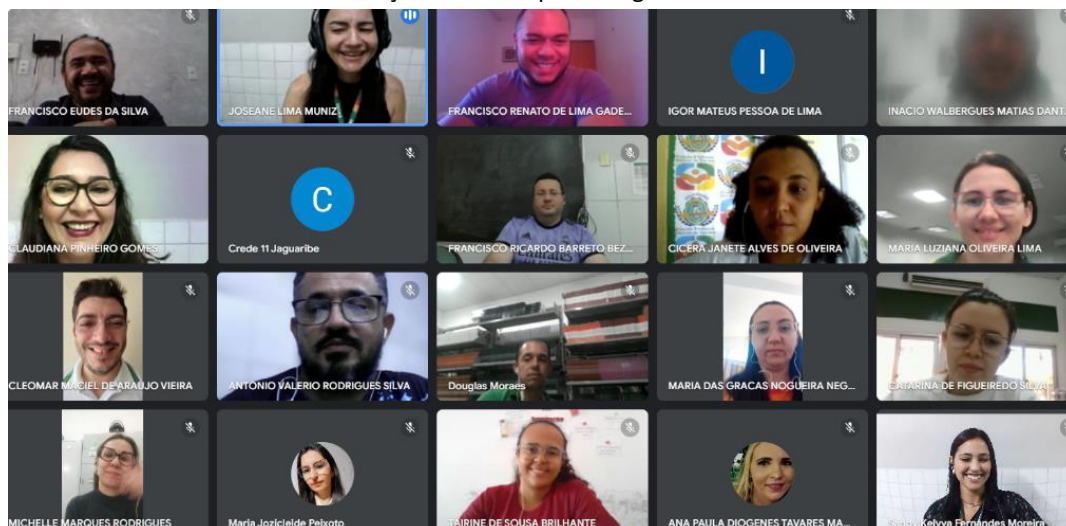 FRANCISCO EUDES DA SILVA
JOSEANE LIMA MUNIZ
FRANCISCO RENATO DE LIMA GADE...
I
IGOR MATEUS PESSOA DE LIMA
INACIO WALBERGUES MATIAS DANT
CLAUDIANA PINHEIRO GOMES
C
Crede 11 Jaguaribe
FRANCISCO RICARDO BARRETO BEZ...
CICERA JANETE ALVES DE OLIVEIRA
MARIA LUZIANA OLIVEIRA LIMA
CLEOMAR MACIEL DE ARAUJO VIEIRA
ANTONIO VALERIO RODRIGUES SILVA
Douglas Moraes
MARIA DAS GRACAS NOGUEIRA NEG...
CATARINA DE FIGUEIREDO SILVA
MICHELLE MARQUES RODRIGUES
Maria Jozicleide Peixoto
TAIRINE DE SOUSA BRILHANTE
ANA PAULA DIOGENES TAVARES MA...
Kelvya Fernandes Moreira